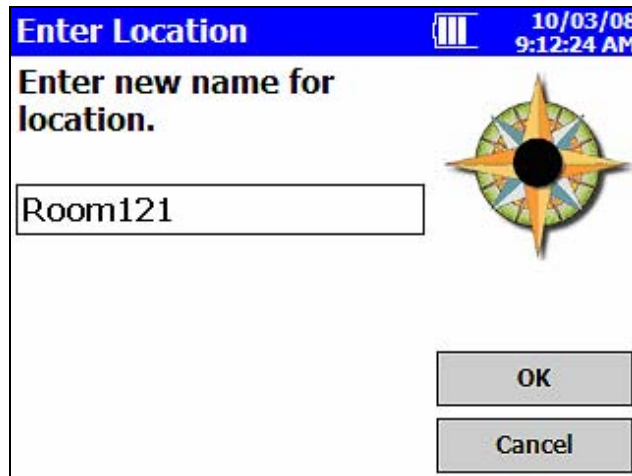 Enter Location
10/03/08
9:12:24 AM
Enter new name for
location.
Room121
OK
Cancel